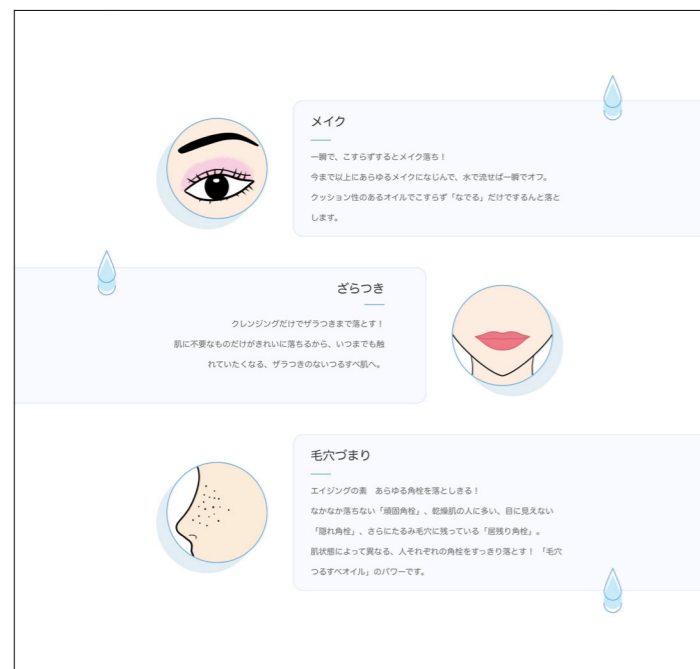 メイク
一瞬で、こすらずするとメイク落ち！
今まで以上にあらゆるメイクになじんで、水で流せば一瞬でオフ。
クッション性のあるオイルでこすらず「なでる」だけでするんと落と
します。
ざらつき
クレンジングだけでザラつきまで落とす！
肌に不要なものだけがきれいに落ちるから、いつまでも触
れていたくなる、ザラつきのないつるすべ肌へ。
毛穴づまり
エイジングの素　あらゆる角栓を落としきる！
なかなか落ちない「頑固角栓」、乾燥肌の人に多い、目に見えない
「隠れ角栓」、さらにたるみ毛穴に残っている「居残り角栓」。
肌状態によって異なる、人それぞれの角栓をすっきり落とす！ 「毛穴
つるすべオイル」のパワーです。